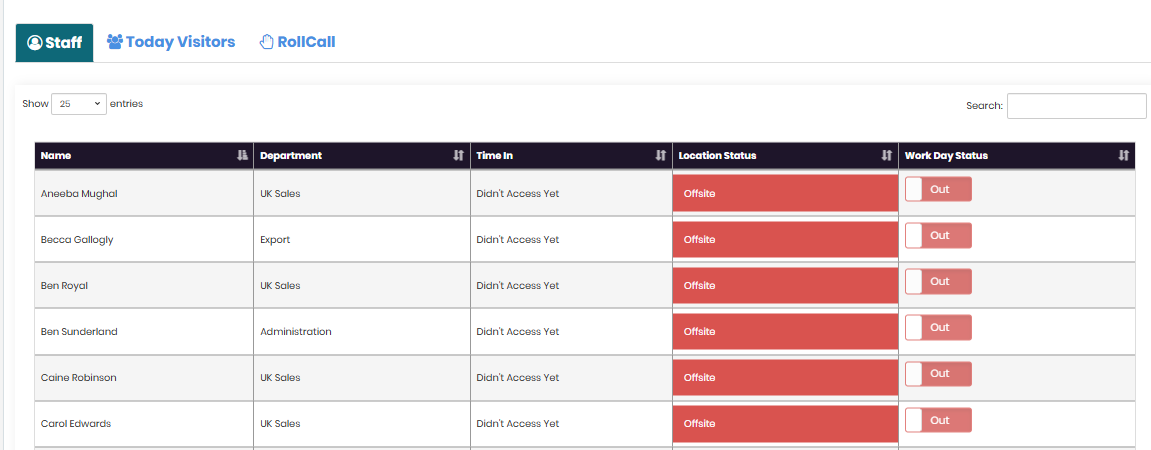 Staff Today Visitors RollCall
Show 25 entries Search:
Name Department Time In Location Status Work Day Status
Aneeba Mughal UK Sales Didn't Access Yet Offsite Out
Becca Gallogly Export Didn't Access Yet Offsite Out
Ben Royal UK Sales Didn't Access Yet Offsite Out
Ben Sunderland Administration Didn't Access Yet Offsite Out
Caine Robinson UK Sales Didn't Access Yet Offsite Out
Carol Edwards UK Sales Didn't Access Yet Offsite Out